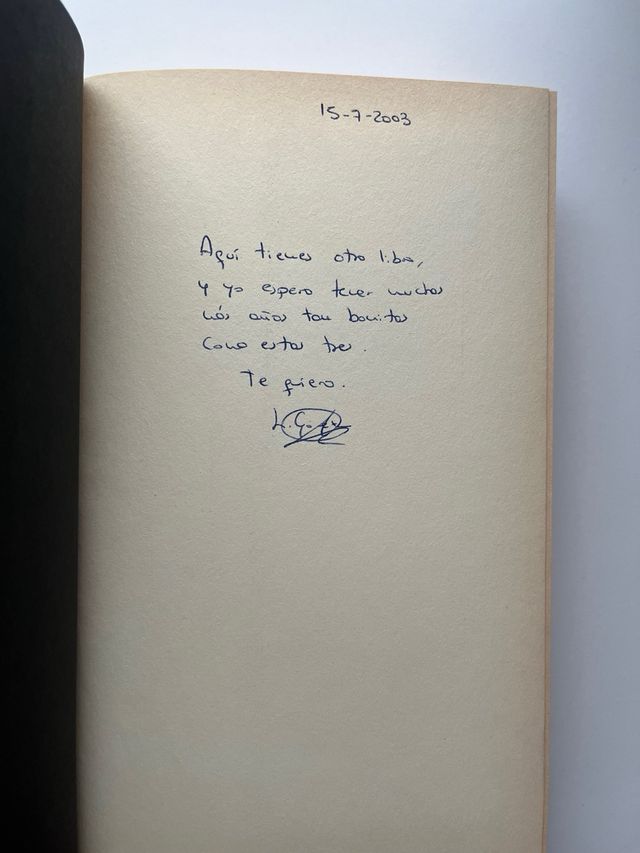 15-7-2003
Aquí tienes otro libro,
y yo espero tener muchos
más años tan bonitos
como estos tres.
Te quiero.